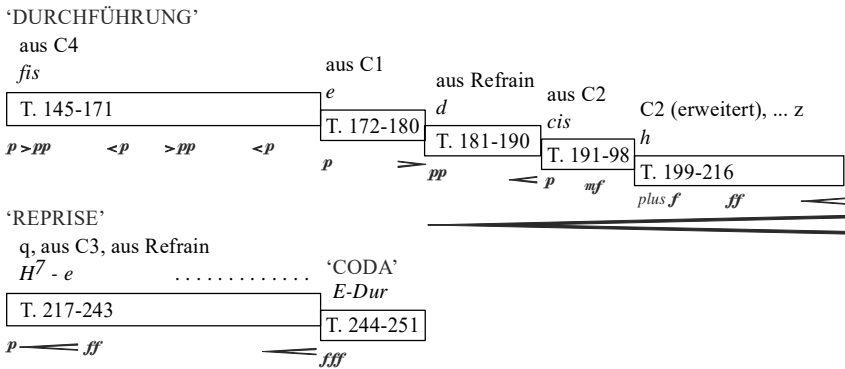 ‘DURCHFÜHRUNG’
aus C4
fis
T. 145-171
p > pp < p > pp < p
aus C1
e
T. 172-180
p >
aus Refrain
d
T. 181-190
pp <
aus C2
cis
T. 191-98
p mf
C2 (erweitert), ... z
h
T. 199-216
plus f ff <
‘REPRISE’
q, aus C3, aus Refrain
H7 - e . . . . . . . . . . . . .
T. 217-243
p < ff <
‘CODA’
E-Dur
T. 244-251
fff